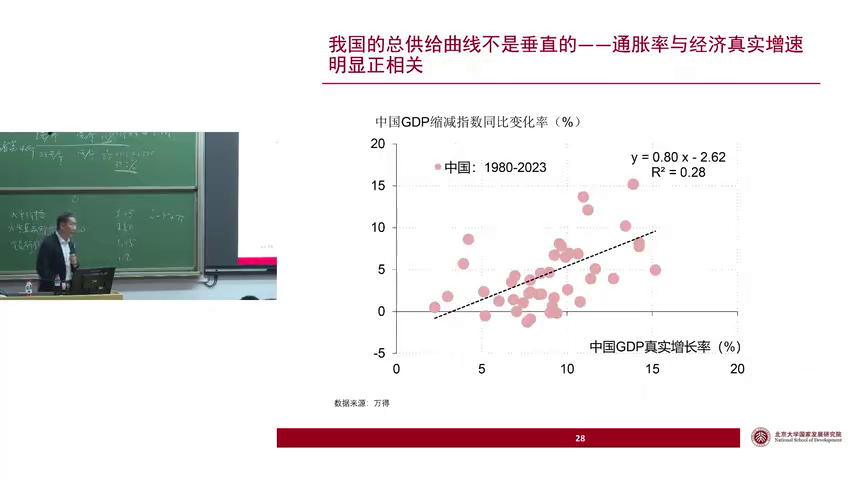 我国的总供给曲线不是垂直的——通胀率与经济真实增速
明显正相关
中国GDP缩减指数同比变化率（%）
20
15
10
5
0
-5
中国：1980-2023
y = 0.80 x - 2.62
R² = 0.28
中国GDP真实增长率（%）
0 5 10 15 20
数据来源：万得
28
北京大学国家发展研究院
National School of Development